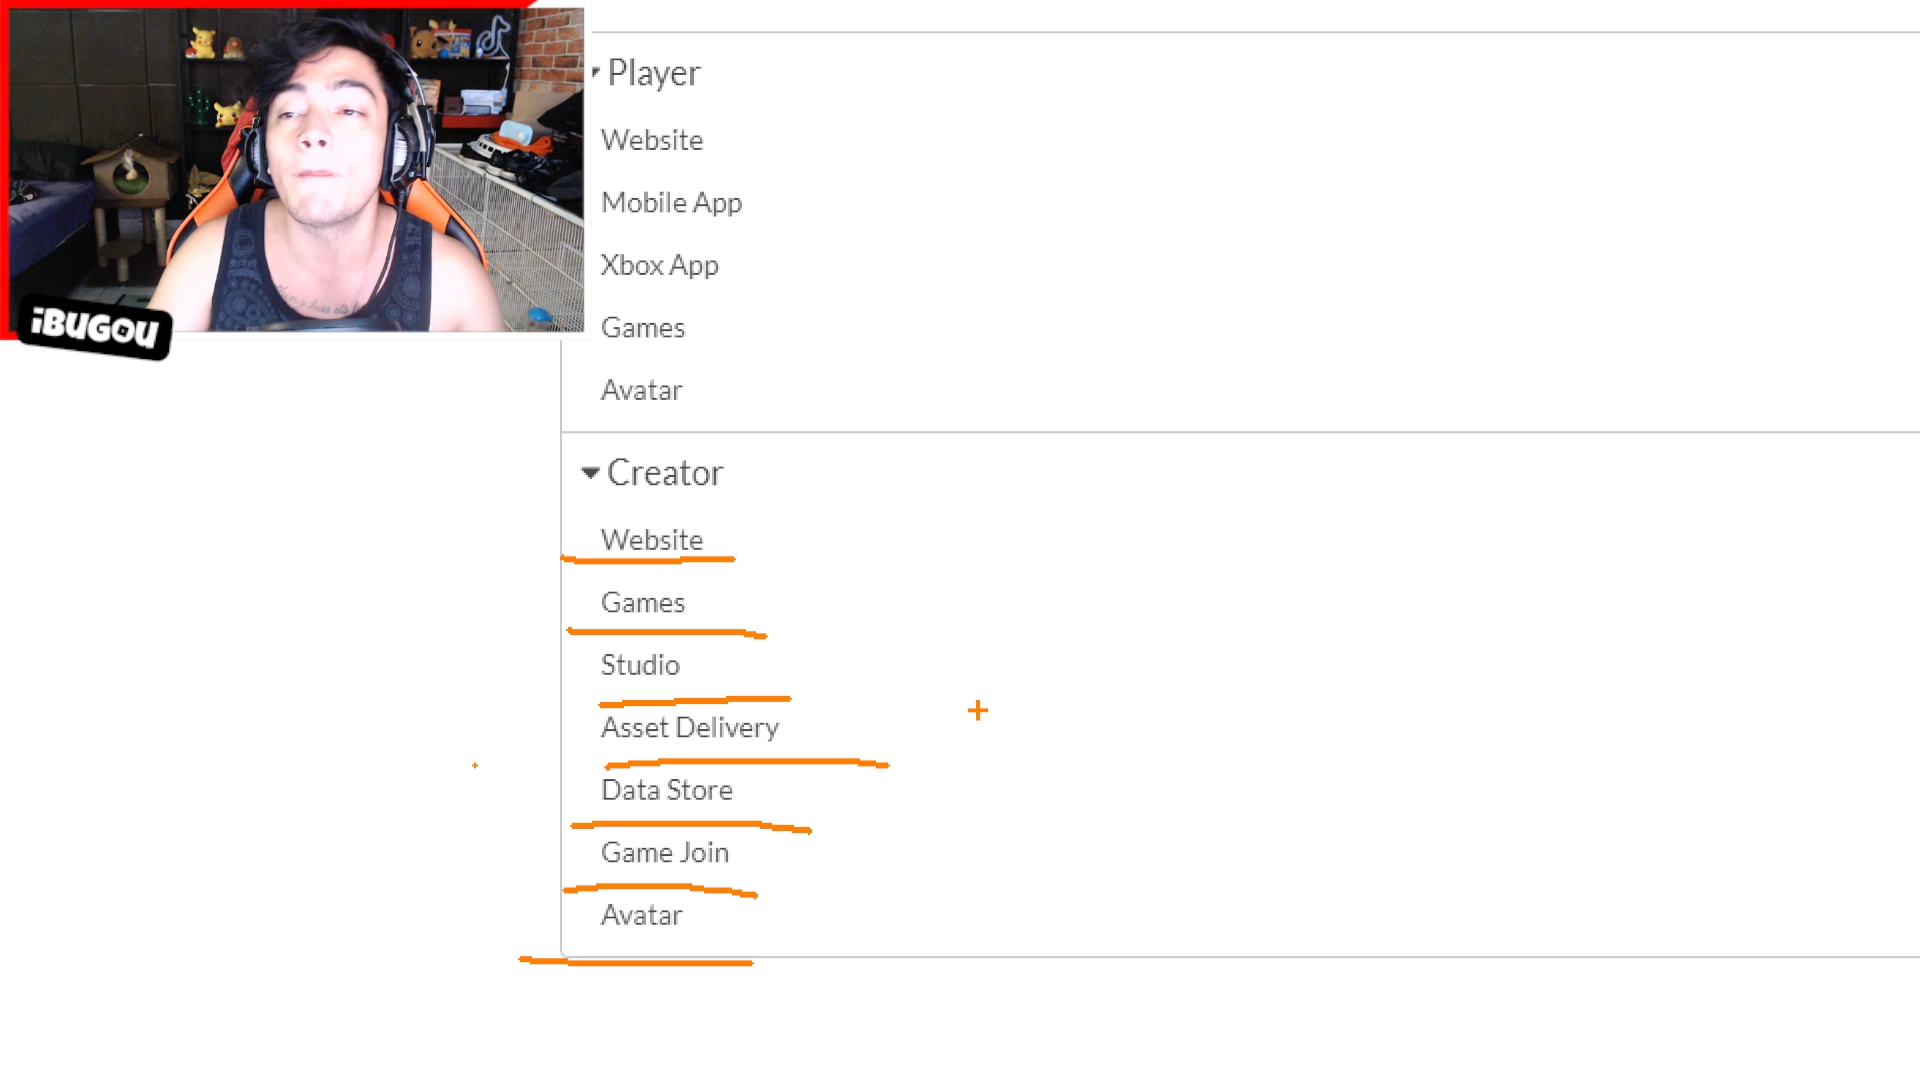 iBUGOU
Player
Website
Mobile App
Xbox App
Games
Avatar
Creator
Website
Games
Studio
Asset Delivery
Data Store
Game Join
Avatar